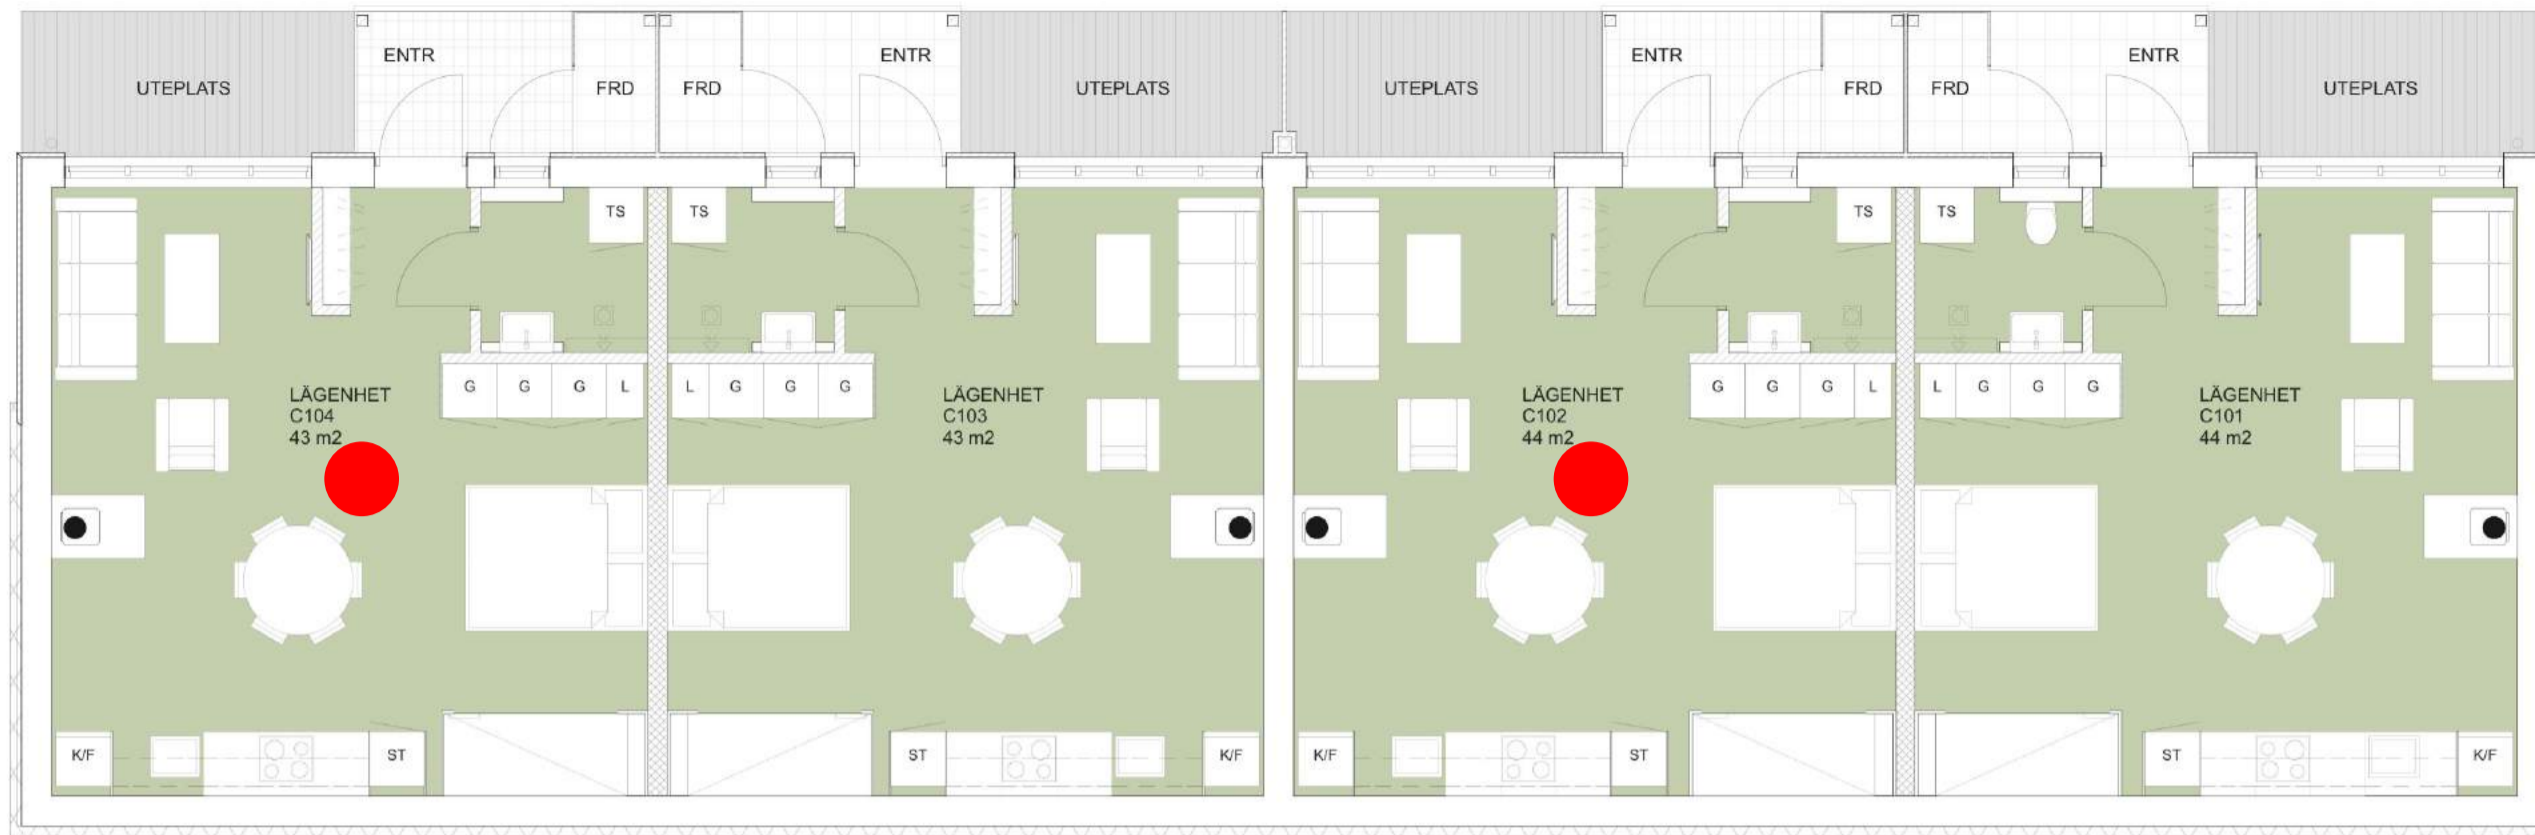 ENTR
ENTR
ENTR
ENTR
UTEPLATS
FRD
FRD
UTEPLATS
UTEPLATS
FRD
FRD
UTEPLATS
TS
TS
TS
TS
G
G
G
L
L
G
G
G
G
G
G
L
L
G
G
G
LÄGENHET
C104
43 m2
LÄGENHET
C103
43 m2
LÄGENHET
C102
44 m2
LÄGENHET
C101
44 m2
K/F
ST
ST
K/F
K/F
ST
ST
K/F